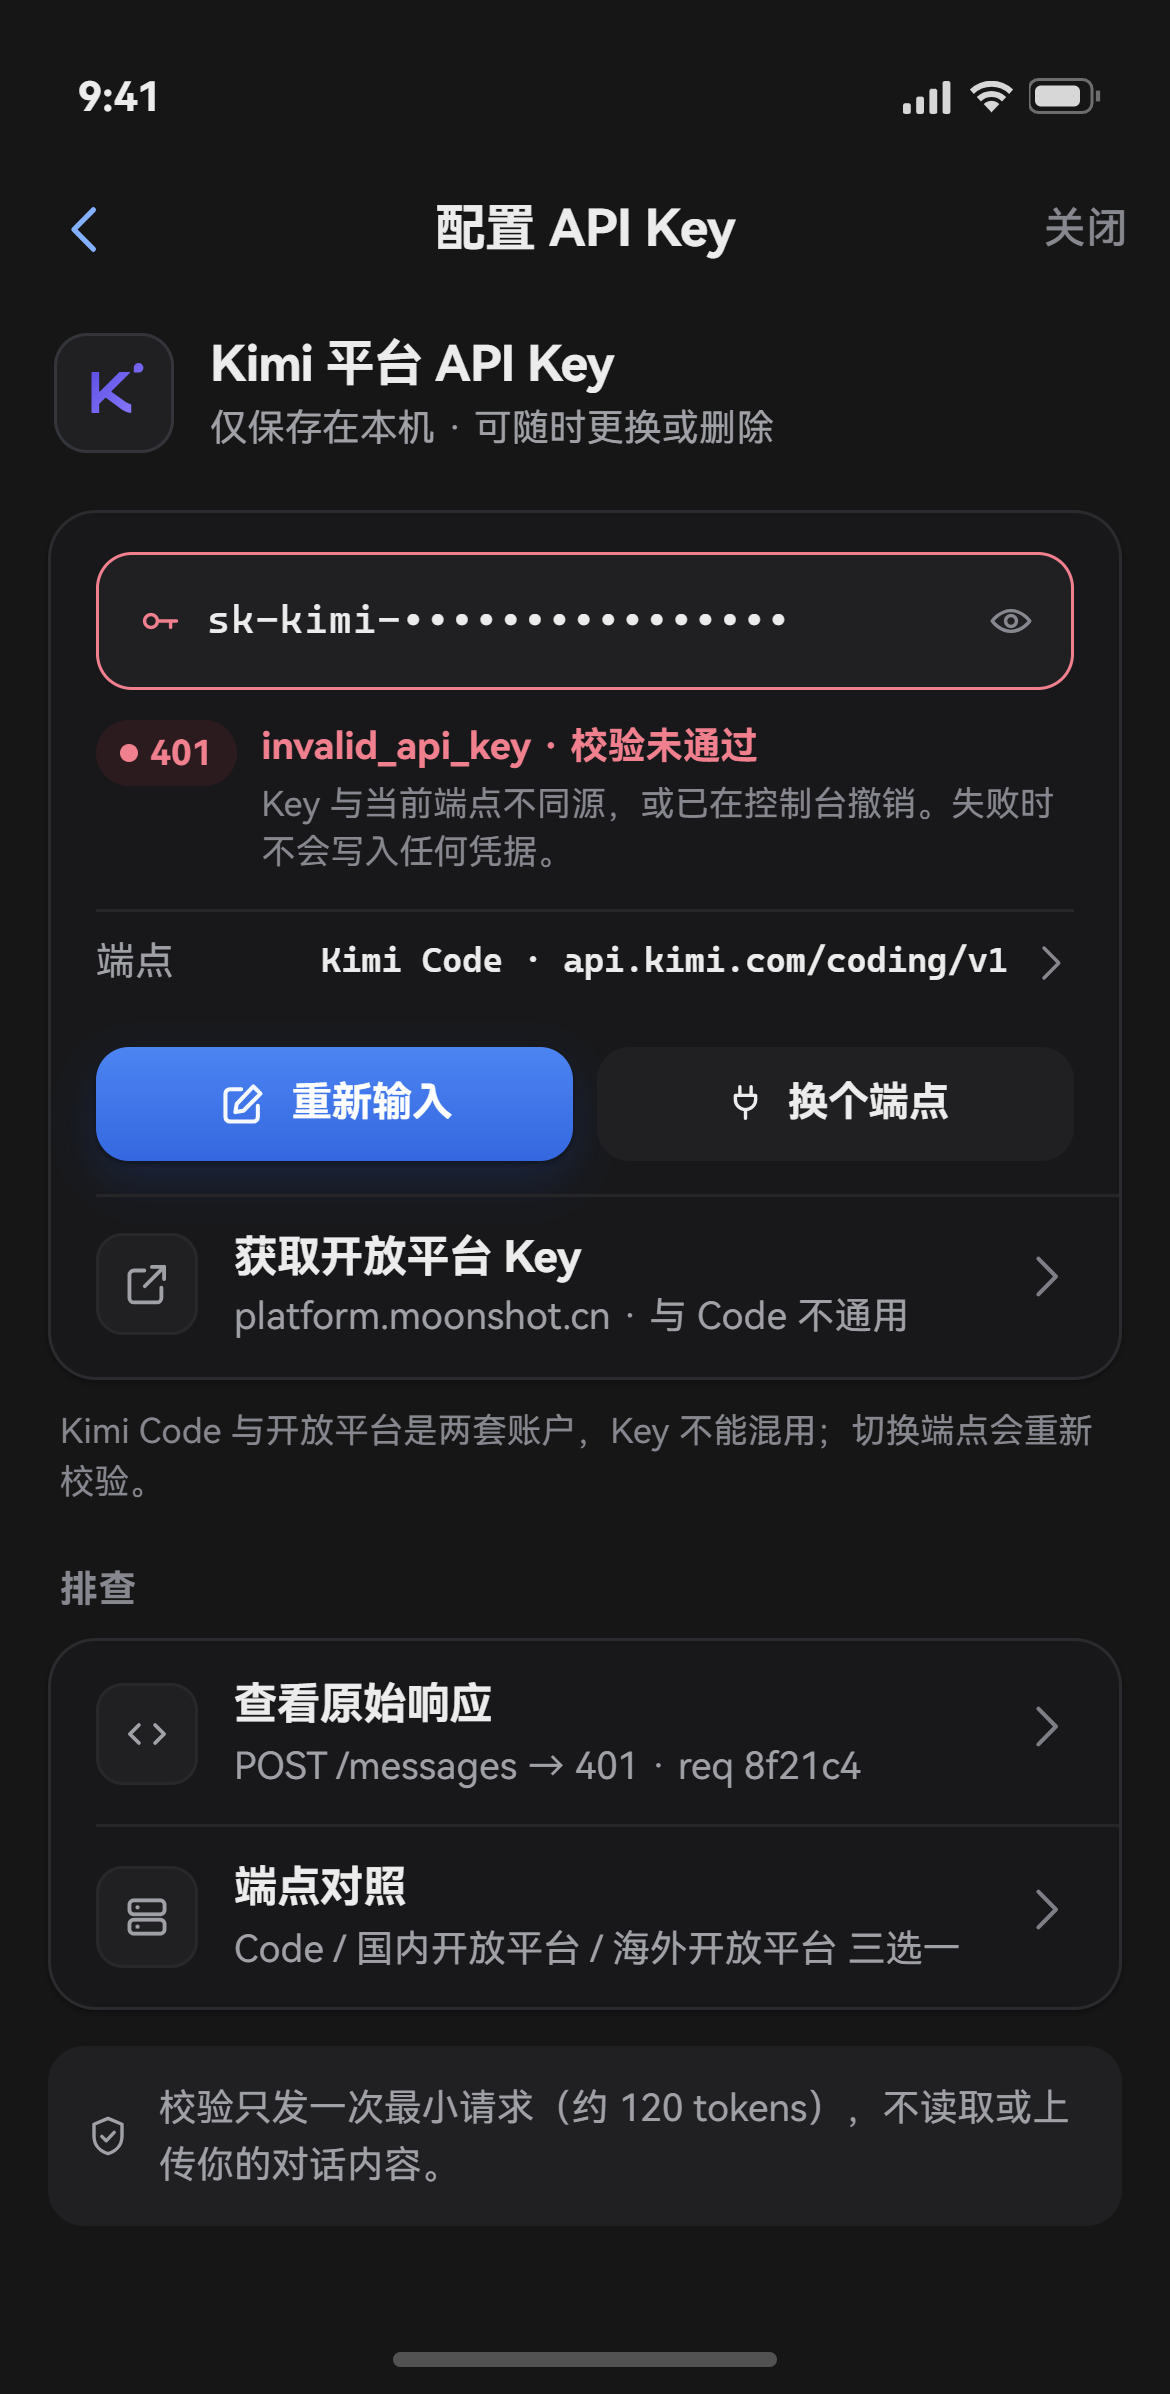 9:41
配置 API Key
关闭
Kimi 平台 API Key
仅保存在本机 · 可随时更换或删除
sk-kimi-••••••••••••••••
401
invalid_api_key · 校验未通过
Key 与当前端点不同源，或已在控制台撤销。失败时
不会写入任何凭据。
端点
Kimi Code · api.kimi.com/coding/v1
重新输入
换个端点
获取开放平台 Key
platform.moonshot.cn · 与 Code 不通用
Kimi Code 与开放平台是两套账户，Key 不能混用；切换端点会重新
校验。
排查
查看原始响应
POST /messages → 401 · req 8f21c4
端点对照
Code / 国内开放平台 / 海外开放平台 三选一
校验只发一次最小请求（约 120 tokens），不读取或上
传你的对话内容。